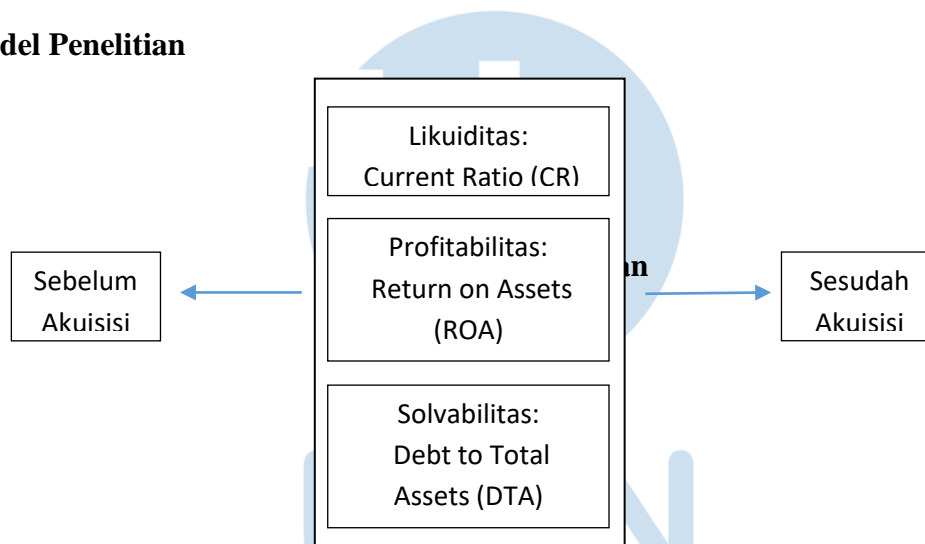 del Penelitian
Likuiditas:
Current Ratio (CR)
Profitabilitas:
Return on Assets
(ROA)
an
Sebelum
Akuisisi
Sesudah
Akuisisi
Solvabilitas:
Debt to Total
Assets (DTA)